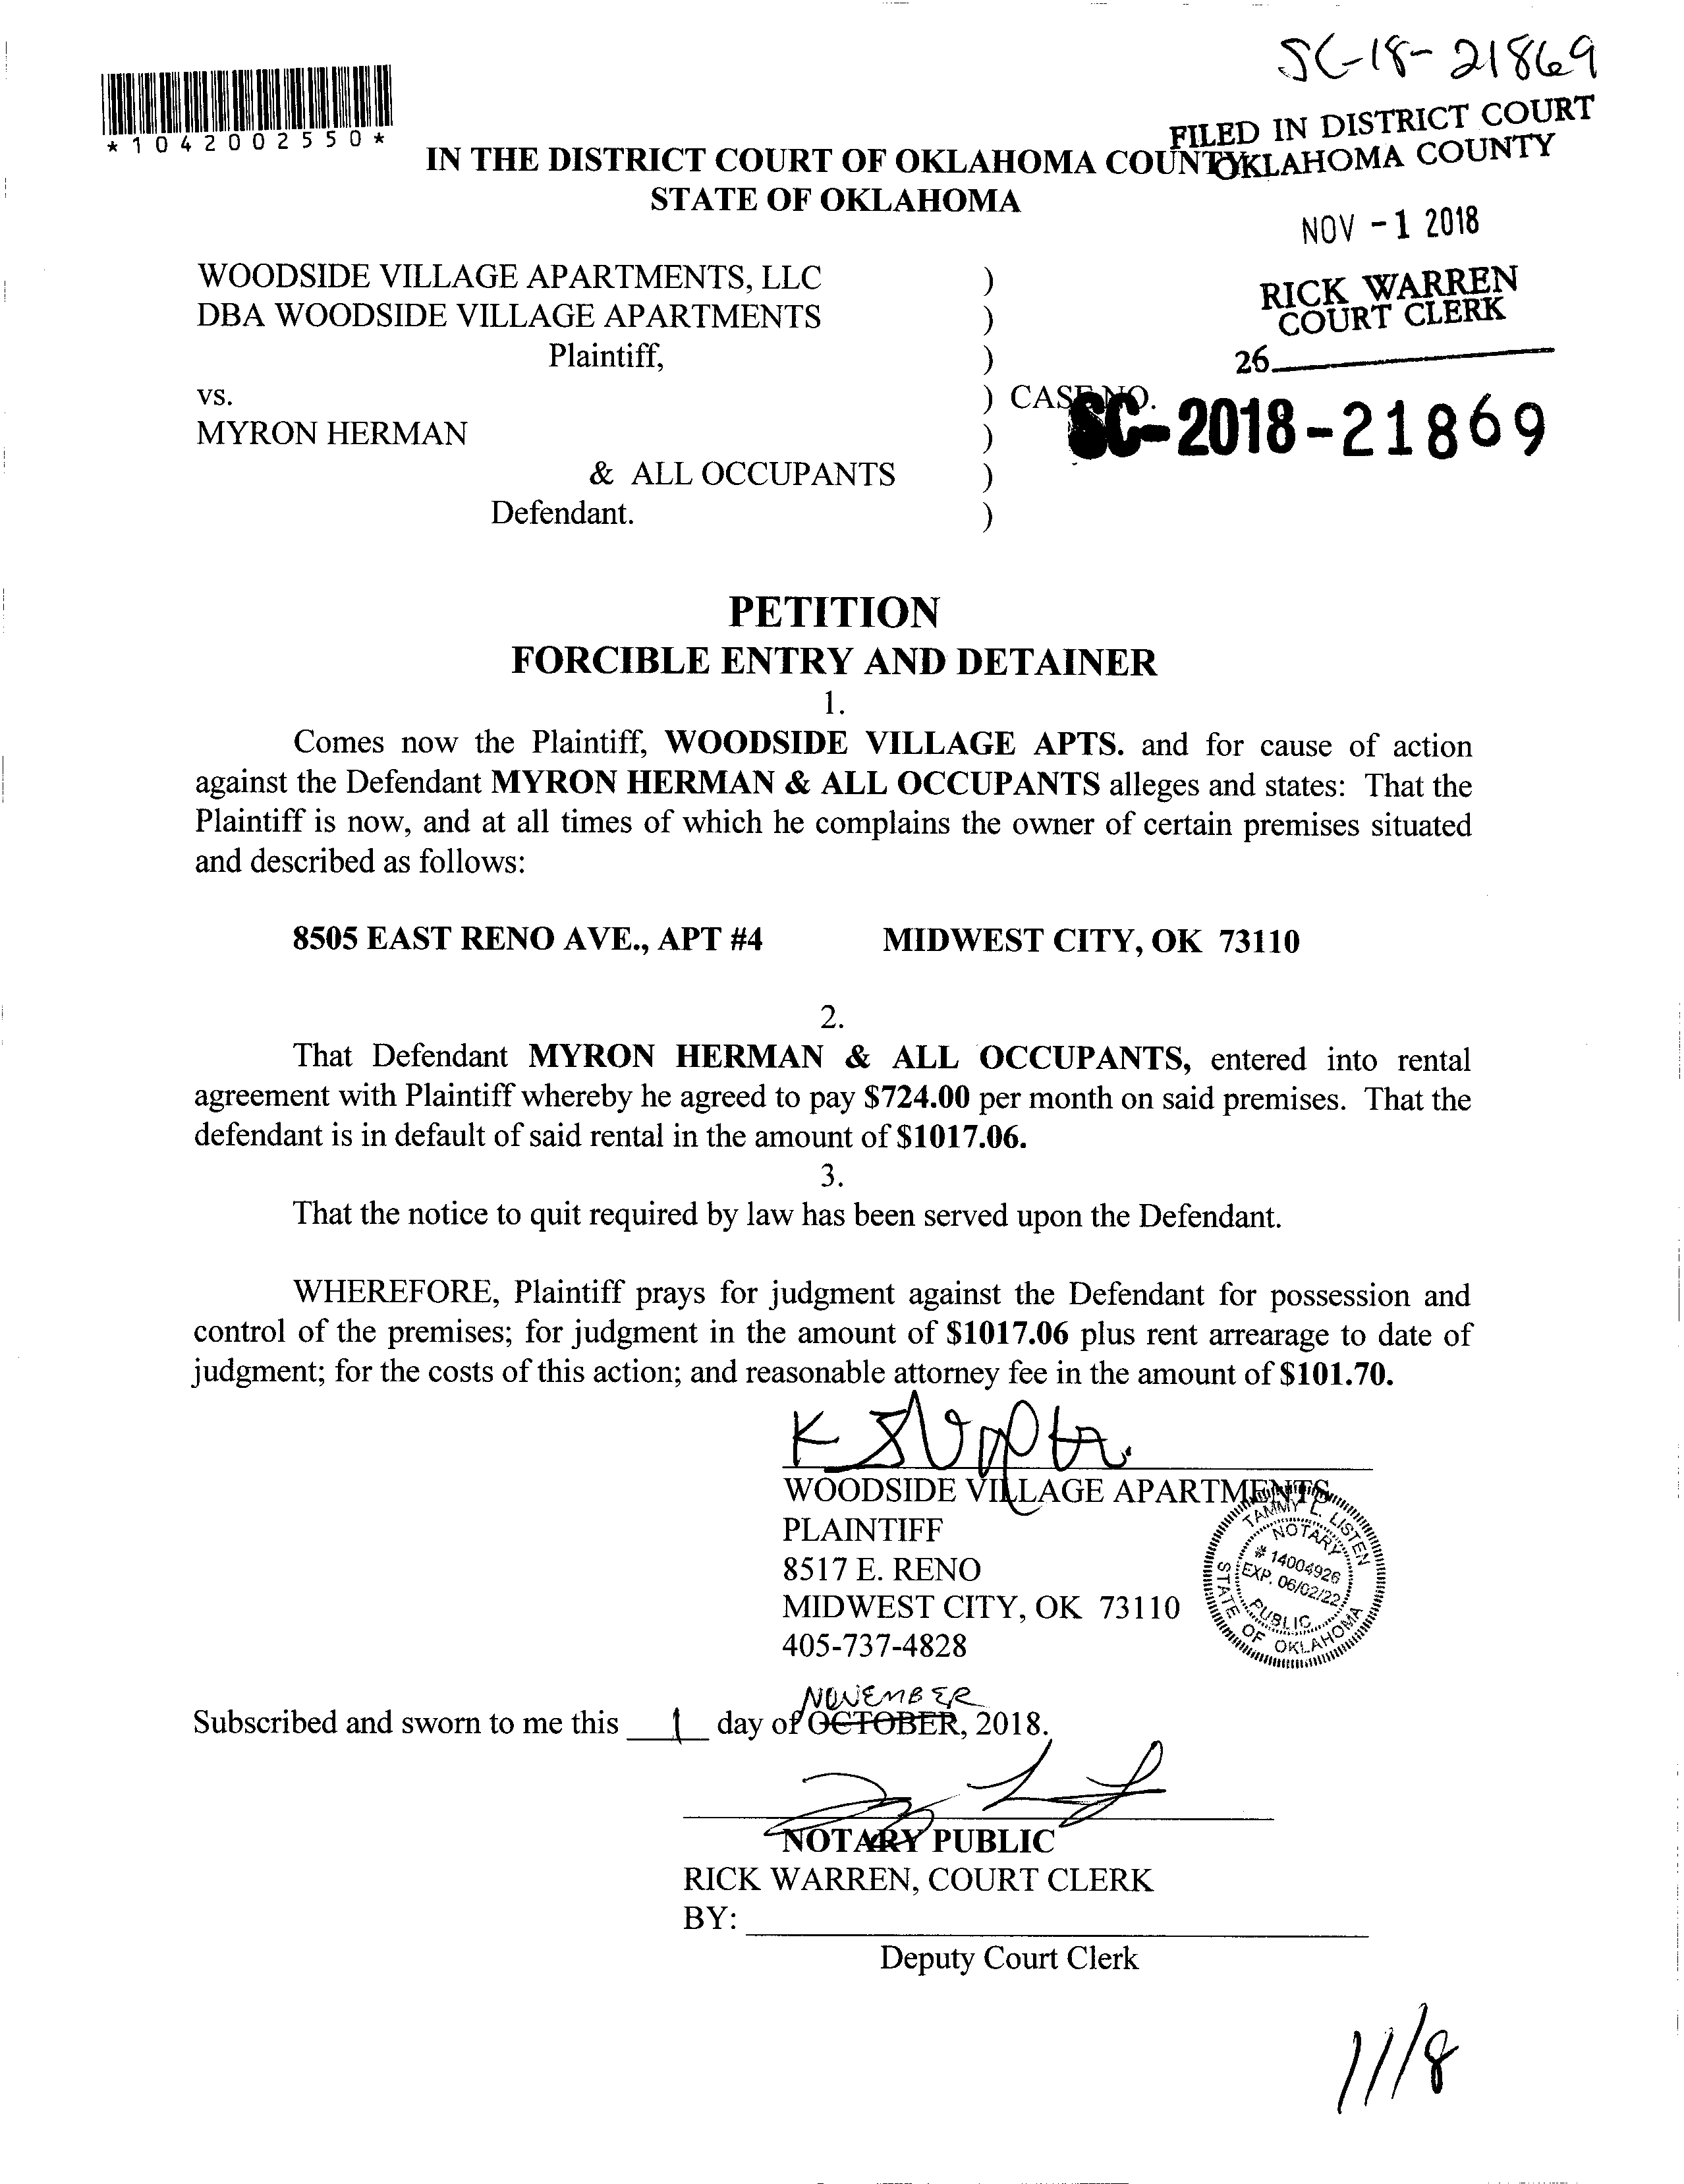 SC-18-21869
*1042002550*
FILED IN DISTRICT COURT
OKLAHOMA COUNTY
IN THE DISTRICT COURT OF OKLAHOMA COUNTY
STATE OF OKLAHOMA
NOV -1 2018
RICK WARREN
COURT CLERK
26
WOODSIDE VILLAGE APARTMENTS, LLC )
DBA WOODSIDE VILLAGE APARTMENTS )
Plaintiff, )
vs. ) CASE NO.
SC-2018-21869
MYRON HERMAN )
& ALL OCCUPANTS )
Defendant. )
PETITION
FORCIBLE ENTRY AND DETAINER
1.
Comes now the Plaintiff, WOODSIDE VILLAGE APTS. and for cause of action
against the Defendant MYRON HERMAN & ALL OCCUPANTS alleges and states: That the
Plaintiff is now, and at all times of which he complains the owner of certain premises situated
and described as follows:
8505 EAST RENO AVE., APT #4 MIDWEST CITY, OK 73110
2.
That Defendant MYRON HERMAN & ALL OCCUPANTS, entered into rental
agreement with Plaintiff whereby he agreed to pay $724.00 per month on said premises. That the
defendant is in default of said rental in the amount of $1017.06.
3.
That the notice to quit required by law has been served upon the Defendant.
WHEREFORE, Plaintiff prays for judgment against the Defendant for possession and
control of the premises; for judgment in the amount of $1017.06 plus rent arrearage to date of
judgment; for the costs of this action; and reasonable attorney fee in the amount of $101.70.
WOODSIDE VILLAGE APARTMENTS
PLAINTIFF
8517 E. RENO
MIDWEST CITY, OK 73110
405-737-4828
TAMMY L. LISTEN
NOTARY
# 14004926
EXP. 06/02/22
PUBLIC
STATE OF OKLAHOMA
NOVEMBER
Subscribed and sworn to me this 1 day of OCTOBER, 2018.
NOTARY PUBLIC
RICK WARREN, COURT CLERK
BY:
Deputy Court Clerk
11/8